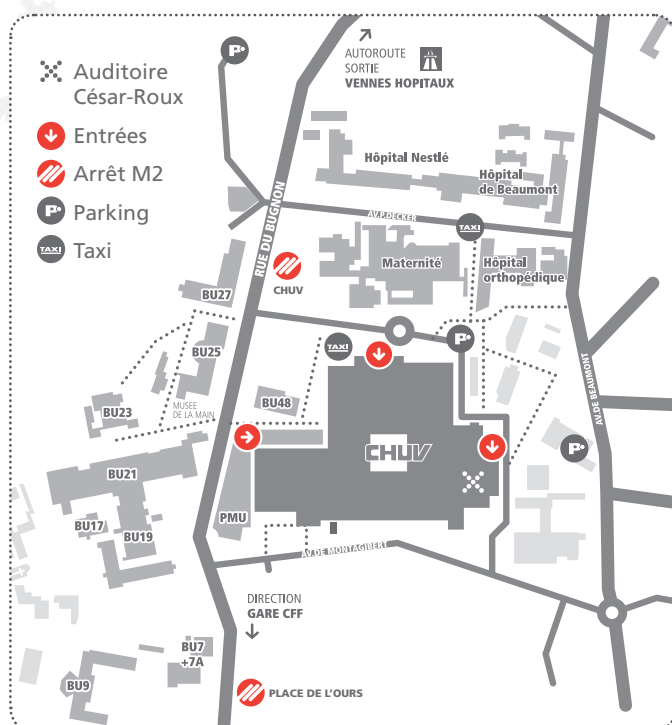 Auditoire
César-Roux
Entrées
Arrêt M2
P Parking
TAXI Taxi
P
AUTOROUTE
SORTIE
VENNES HOPITAUX
Hôpital Nestlé
Hôpital
de Beaumont
AV.P.DECKER
TAXI
RUE DU BUGNON
CHUV
Maternité
Hôpital
orthopédique
BU27
BU25
MUSEE
DE LA MAIN
BU23
BU48
TAXI
P
AV.DE BEAUMONT
CHUV
P
BU21
BU17
BU19
PMU
AV.DE MONTAGIBERT
DIRECTION
GARE CFF
BU7
+7A
BU9
PLACE DE L'OURS